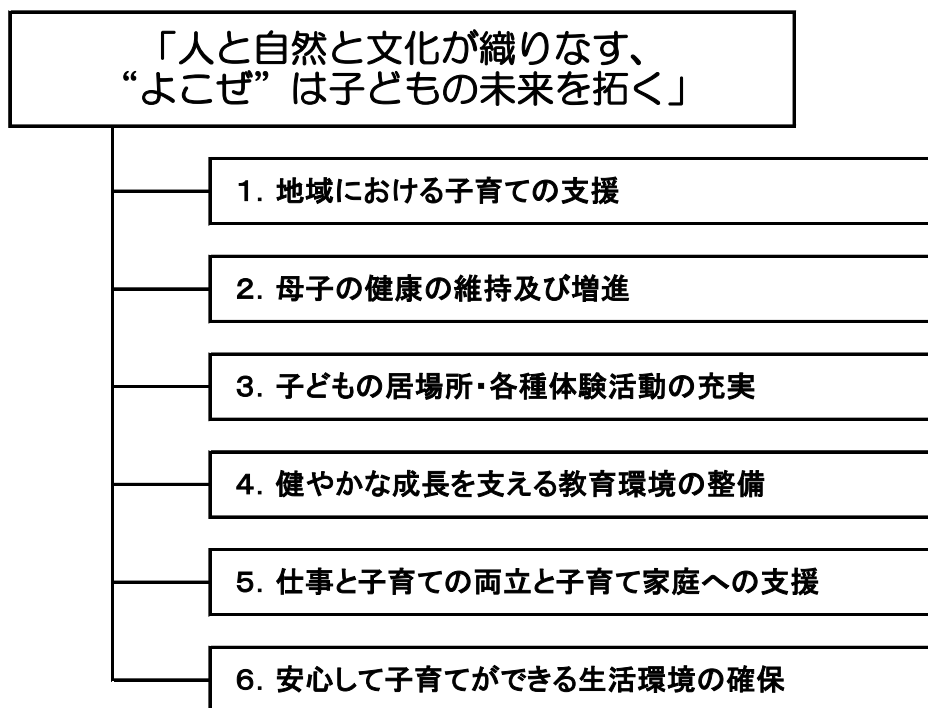 「人と自然と文化が織りなす、
“よこぜ”は子どもの未来を拓く」
1. 地域における子育ての支援
2. 母子の健康の維持及び増進
3. 子どもの居場所・各種体験活動の充実
4. 健やかな成長を支える教育環境の整備
5. 仕事と子育ての両立と子育て家庭への支援
6. 安心して子育てができる生活環境の確保